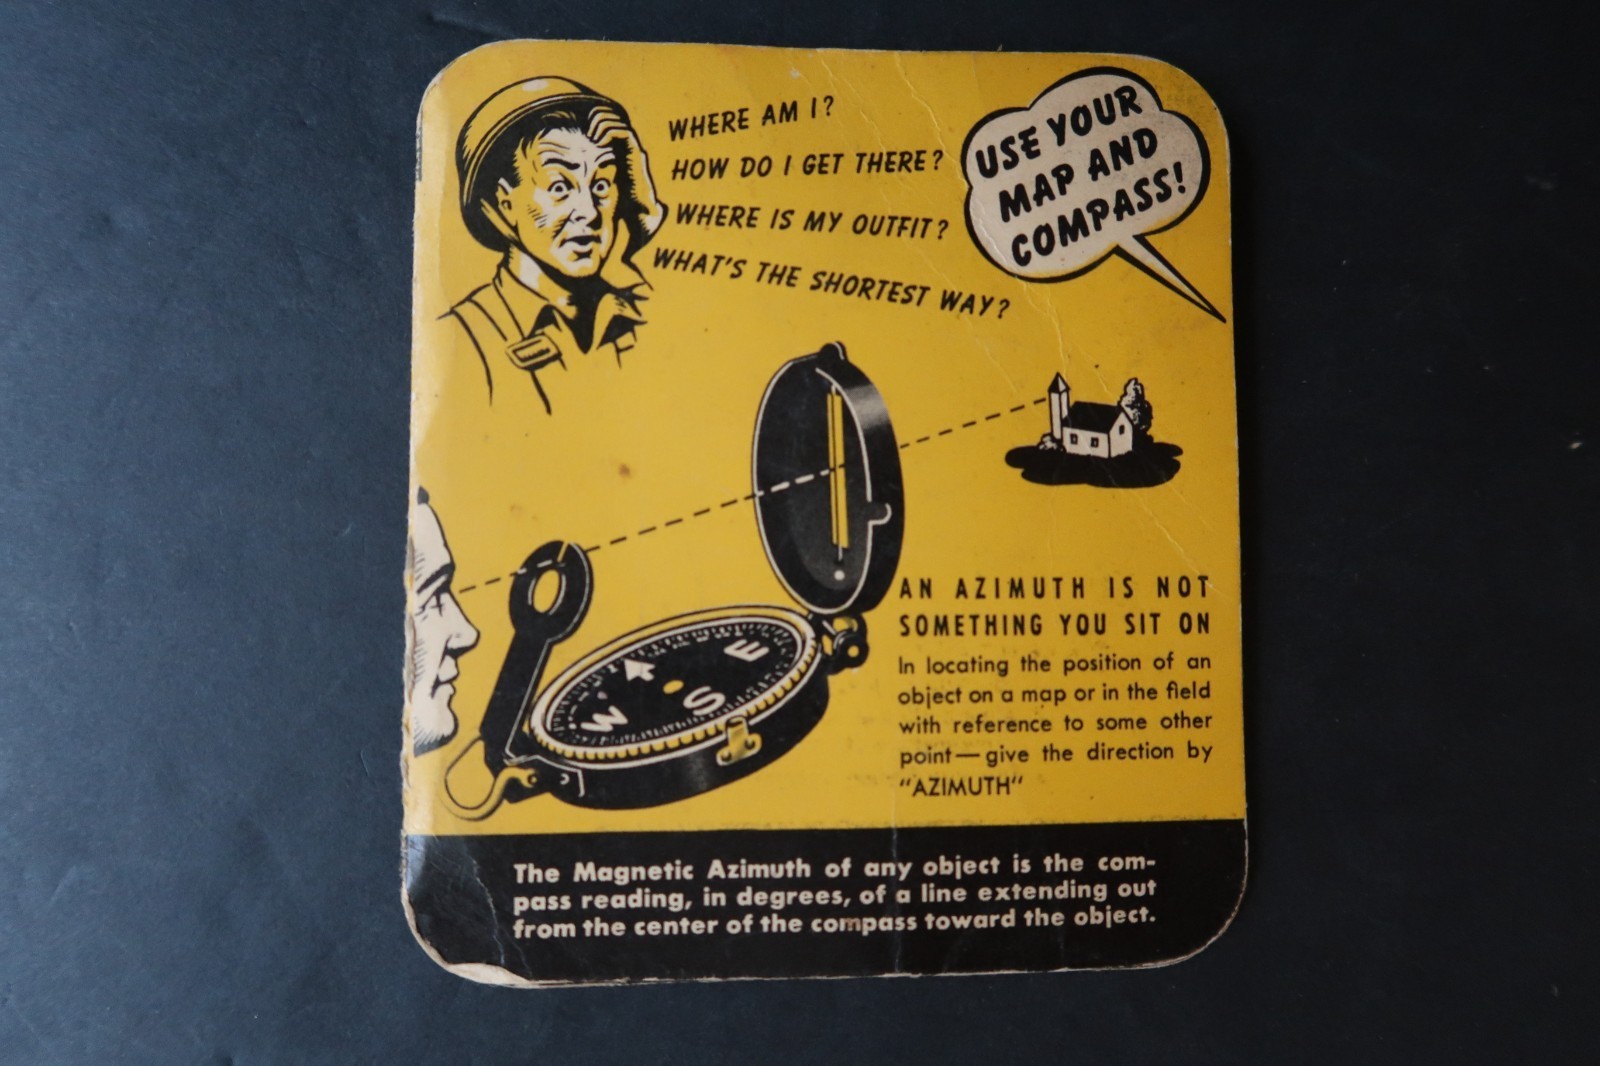 WHERE AM I?
HOW DO I GET THERE?
WHERE IS MY OUTFIT?
WHAT'S THE SHORTEST WAY?
USE YOUR
MAP AND
COMPASS!
W
S
E
AN AZIMUTH IS NOT
SOMETHING YOU SIT ON
In locating the position of an
object on a map or in the field
with reference to some other
point—give the direction by
“AZIMUTH“
The Magnetic Azimuth of any object is the com-
pass reading, in degrees, of a line extending out
from the center of the compass toward the object.